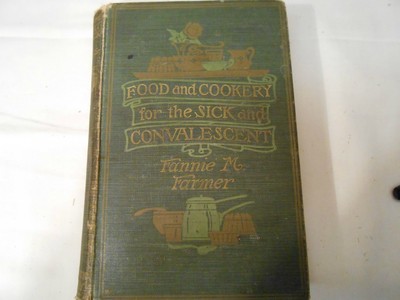 FOOD and COOKERY
for the SICK and
CONVALESCENT
Fannie M.
Farmer